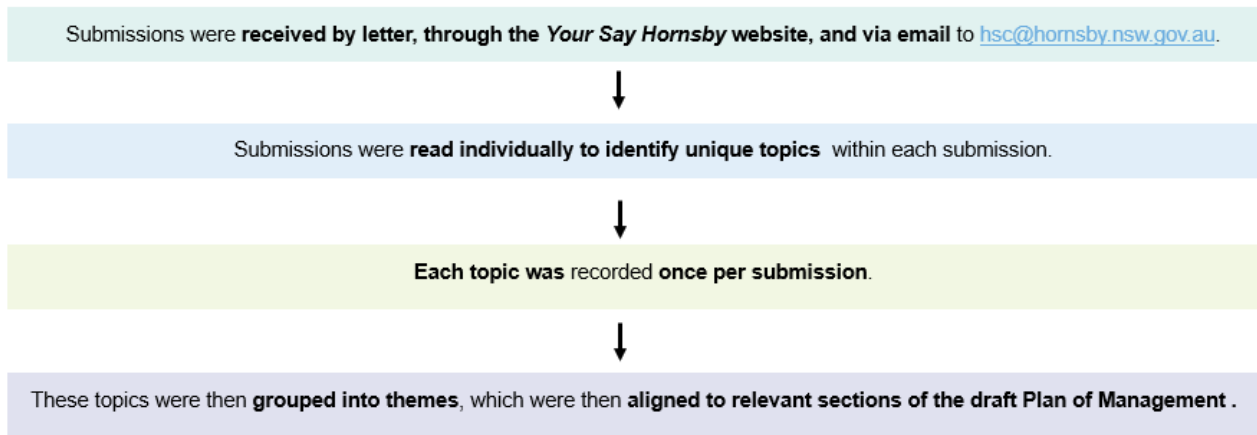 Submissions were received by letter, through the Your Say Hornsby website, and via email to hsc@hornsby.nsw.gov.au.
Submissions were read individually to identify unique topics within each submission.
Each topic was recorded once per submission.
These topics were then grouped into themes, which were then aligned to relevant sections of the draft Plan of Management .